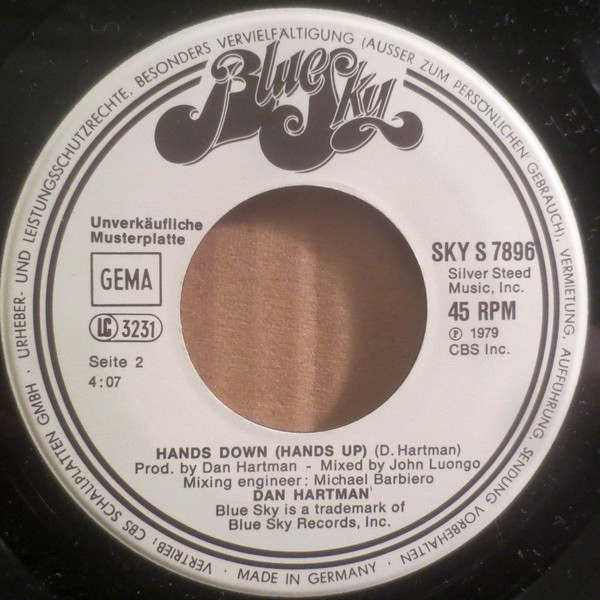 URHEBER- UND LEISTUNGSSCHUTZRECHTE, BESONDERS VERVIELFÄLTIGUNG (AUSSER ZUM PERSÖNLICHEN GEBRAUCH), VERMIETUNG, AUFFÜHRUNG, SENDUNG VORBEHALTEN
Blue Sky
Unverkäufliche
Musterplatte
GEMA
LC 3231
Seite 2
4:07
SKY S 7896
Silver Steed
Music, Inc.
45 RPM
℗ 1979
CBS Inc.
HANDS DOWN (HANDS UP) (D. Hartman)
Prod. by Dan Hartman - Mixed by John Luongo
Mixing engineer: Michael Barbiero
DAN HARTMAN
Blue Sky is a trademark of
Blue Sky Records, Inc.
VERTRIEB: CBS SCHALLPLATTEN GMBH · MADE IN GERMANY ·